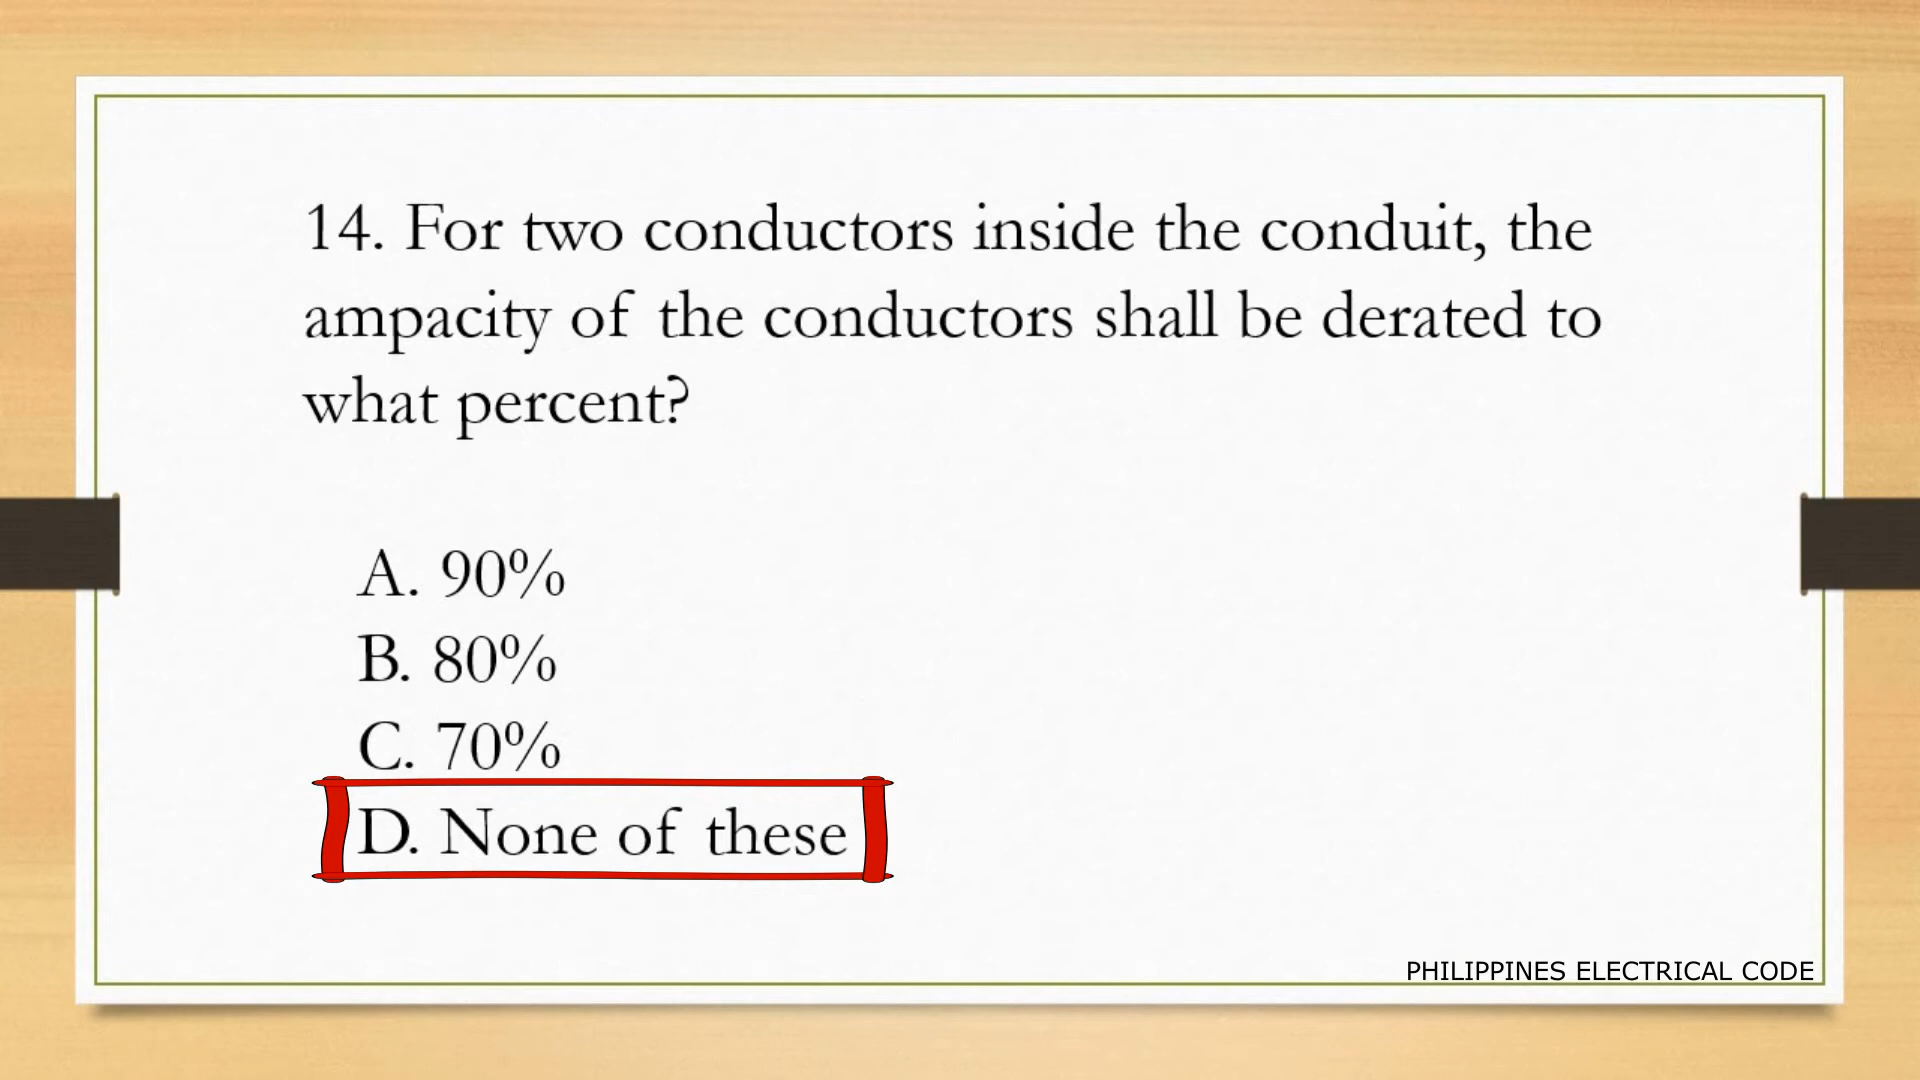 14. For two conductors inside the conduit, the
ampacity of the conductors shall be derated to
what percent?
A. 90%
B. 80%
C. 70%
D. None of these
PHILIPPINES ELECTRICAL CODE